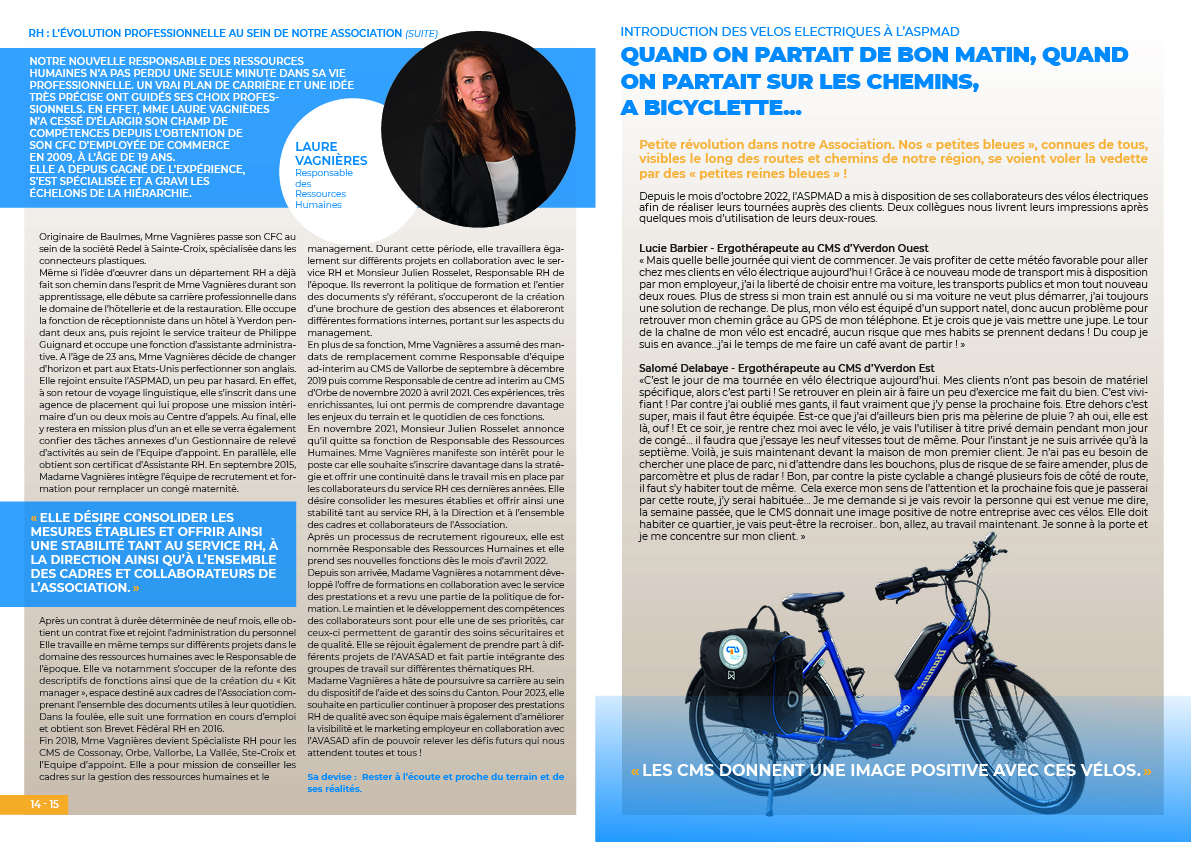 RH : L'ÉVOLUTION PROFESSIONNELLE AU SEIN DE NOTRE ASSOCIATION (SUITE)
NOTRE NOUVELLE RESPONSABLE DES RESSOURCES
HUMAINES N'A PAS PERDU UNE SEULE MINUTE DANS SA VIE
PROFESSIONNELLE. UN VRAI PLAN DE CARRIÈRE ET UNE IDÉE
TRÈS PRÉCISE ONT GUIDÉS SES CHOIX PROFES-
SIONNELS. EN EFFET, MME LAURE VAGNIÈRES
N'A CESSÉ D'ÉLARGIR SON CHAMP DE
COMPÉTENCES DEPUIS L'OBTENTION DE
SON CFC D'EMPLOYÉE DE COMMERCE
EN 2009, À L'ÂGE DE 19 ANS.
ELLE A DEPUIS GAGNÉ DE L'EXPÉRIENCE,
S'EST SPÉCIALISÉE ET A GRAVI LES
ÉCHELONS DE LA HIÉRARCHIE.
LAURE
VAGNIÈRES
Responsable
des
Ressources
Humaines
Originaire de Baulmes, Mme Vagnières passe son CFC au
sein de la société Redel à Sainte-Croix, spécialisée dans les
connecteurs plastiques.
Même si l'idée d'œuvrer dans un département RH a déjà
fait son chemin dans l'esprit de Mme Vagnières durant son
apprentissage, elle débute sa carrière professionnelle dans
le domaine de l'hôtellerie et de la restauration. Elle occupe
la fonction de réceptionniste dans un hôtel à Yverdon pen-
dant deux ans, puis rejoint le service traiteur de Philippe
Guignard et occupe une fonction d'assistante administra-
tive. A l'âge de 23 ans, Mme Vagnières décide de changer
d'horizon et part aux Etats-Unis perfectionner son anglais.
Elle rejoint ensuite l'ASPMAD, un peu par hasard. En effet,
à son retour de voyage linguistique, elle s'inscrit dans une
agence de placement qui lui propose une mission intéri-
maire d'un ou deux mois au Centre d'appels. Au final, elle
y restera en mission plus d'un an et elle se verra également
confier des tâches annexes d'un Gestionnaire de relevé
d'activités au sein de l'Equipe d'appoint. En parallèle, elle
obtient son certificat d'Assistante RH. En septembre 2015,
Madame Vagnières intègre l'équipe de recrutement et for-
mation pour remplacer un congé maternité.
« ELLE DÉSIRE CONSOLIDER LES
MESURES ÉTABLIES ET OFFRIR AINSI
UNE STABILITÉ TANT AU SERVICE RH, À
LA DIRECTION AINSI QU'À L'ENSEMBLE
DES CADRES ET COLLABORATEURS DE
L'ASSOCIATION. »
Après un contrat à durée déterminée de neuf mois, elle ob-
tient un contrat fixe et rejoint l'administration du personnel
Elle travaille en même temps sur différents projets dans le
domaine des ressources humaines avec le Responsable de
l'époque. Elle va notamment s'occuper de la refonte des
descriptifs de fonctions ainsi que de la création du « Kit
manager », espace destiné aux cadres de l'Association com-
prenant l'ensemble des documents utiles à leur quotidien.
Dans la foulée, elle suit une formation en cours d'emploi
et obtient son Brevet Fédéral RH en 2016.
Fin 2018, Mme Vagnières devient Spécialiste RH pour les
CMS de Cossonay, Orbe, Vallorbe, La Vallée, Ste-Croix et
l'Equipe d'appoint. Elle a pour mission de conseiller les
cadres sur la gestion des ressources humaines et le
management. Durant cette période, elle travaillera éga-
lement sur différents projets en collaboration avec le ser-
vice RH et Monsieur Julien Rosselet, Responsable RH de
l'époque. Ils reverront la politique de formation et l'entier
des documents s'y référant, s'occuperont de la création
d'une brochure de gestion des absences et élaboreront
différentes formations internes, portant sur les aspects du
management.
En plus de sa fonction, Mme Vagnières a assumé des man-
dats de remplacement comme Responsable d'équipe
ad-interim au CMS de Vallorbe de septembre à décembre
2019 puis comme Responsable de centre ad interim au CMS
d'Orbe de novembre 2020 à avril 2021. Ces expériences, très
enrichissantes, lui ont permis de comprendre davantage
les enjeux du terrain et le quotidien de ces fonctions.
En novembre 2021, Monsieur Julien Rosselet annonce
qu'il quitte sa fonction de Responsable des Ressources
Humaines. Mme Vagnières manifeste son intérêt pour le
poste car elle souhaite s'inscrire davantage dans la straté-
gie et offrir une continuité dans le travail mis en place par
les collaborateurs du service RH ces dernières années. Elle
désire consolider les mesures établies et offrir ainsi une
stabilité tant au service RH, à la Direction et à l'ensemble
des cadres et collaborateurs de l'Association.
Après un processus de recrutement rigoureux, elle est
nommée Responsable des Ressources Humaines et elle
prend ses nouvelles fonctions dès le mois d'avril 2022.
Depuis son arrivée, Madame Vagnières a notamment déve-
loppé l'offre de formations en collaboration avec le service
des prestations et a revu une partie de la politique de for-
mation. Le maintien et le développement des compétences
des collaborateurs sont pour elle une de ses priorités, car
ceux-ci permettent de garantir des soins sécuritaires et
de qualité. Elle se réjouit également de prendre part à dif-
férents projets de l'AVASAD et fait partie intégrante des
groupes de travail sur différentes thématiques RH.
Madame Vagnières a hâte de poursuivre sa carrière au sein
du dispositif de l'aide et des soins du Canton. Pour 2023, elle
souhaite en particulier continuer à proposer des prestations
RH de qualité avec son équipe mais également d'améliorer
la visibilité et le marketing employeur en collaboration avec
l'AVASAD afin de pouvoir relever les défis futurs qui nous
attendent toutes et tous !
Sa devise : Rester à l'écoute et proche du terrain et de
ses réalités.
14 - 15
INTRODUCTION DES VELOS ELECTRIQUES À L'ASPMAD
QUAND ON PARTAIT DE BON MATIN, QUAND
ON PARTAIT SUR LES CHEMINS,
A BICYCLETTE...
Petite révolution dans notre Association. Nos « petites bleues », connues de tous,
visibles le long des routes et chemins de notre région, se voient voler la vedette
par des « petites reines bleues » !
Depuis le mois d'octobre 2022, l'ASPMAD a mis à disposition de ses collaborateurs des vélos électriques
afin de réaliser leurs tournées auprès des clients. Deux collègues nous livrent leurs impressions après
quelques mois d'utilisation de leurs deux-roues.
Lucie Barbier - Ergothérapeute au CMS d'Yverdon Ouest
« Mais quelle belle journée qui vient de commencer. Je vais profiter de cette météo favorable pour aller
chez mes clients en vélo électrique aujourd'hui ! Grâce à ce nouveau mode de transport mis à disposition
par mon employeur, j'ai la liberté de choisir entre ma voiture, les transports publics et mon tout nouveau
deux roues. Plus de stress si mon train est annulé ou si ma voiture ne veut plus démarrer, j'ai toujours
une solution de rechange. De plus, mon vélo est équipé d'un support natel, donc aucun problème pour
retrouver mon chemin grâce au GPS de mon téléphone. Et je crois que je vais mettre une jupe. Le tour
de la chaîne de mon vélo est encadré, aucun risque que mes habits se prennent dedans ! Du coup je
suis en avance...j'ai le temps de me faire un café avant de partir ! »
Salomé Delabaye - Ergothérapeute au CMS d'Yverdon Est
«C'est le jour de ma tournée en vélo électrique aujourd'hui. Mes clients n'ont pas besoin de matériel
spécifique, alors c'est parti ! Se retrouver en plein air à faire un peu d'exercice me fait du bien. C'est vivi-
fiant ! Par contre j'ai oublié mes gants, il faut vraiment que j'y pense la prochaine fois. Etre dehors c'est
super, mais il faut être équipée. Est-ce que j'ai d'ailleurs bien pris ma pèlerine de pluie ? ah oui, elle est
là, ouf ! Et ce soir, je rentre chez moi avec le vélo, je vais l'utiliser à titre privé demain pendant mon jour
de congé... il faudra que j'essaye les neuf vitesses tout de même. Pour l'instant je ne suis arrivée qu'à la
septième. Voilà, je suis maintenant devant la maison de mon premier client. Je n'ai pas eu besoin de
chercher une place de parc, ni d'attendre dans les bouchons, plus de risque de se faire amender, plus de
parcomètre et plus de radar ! Bon, par contre la piste cyclable a changé plusieurs fois de côté de route,
il faut s'y habituer tout de même. Cela exerce mon sens de l'attention et la prochaine fois que je passerai
par cette route, j'y serai habituée... Je me demande si je vais revoir la personne qui est venue me dire,
la semaine passée, que le CMS donnait une image positive de notre entreprise avec ces vélos. Elle doit
habiter ce quartier, je vais peut-être la recroiser.. bon, allez, au travail maintenant. Je sonne à la porte et
je me concentre sur mon client. »
cms
Diamant
« LES CMS DONNENT UNE IMAGE POSITIVE AVEC CES VÉLOS. »